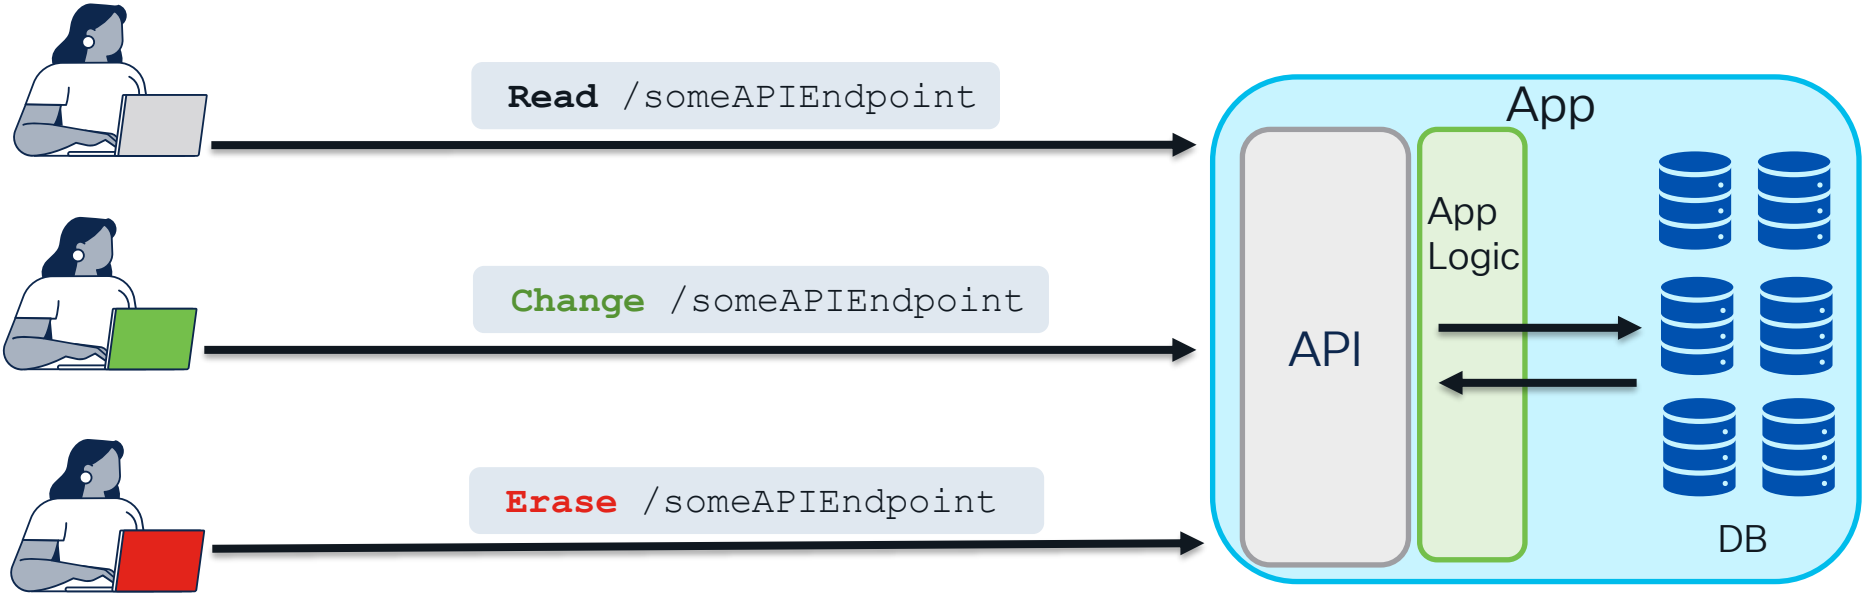 Read /someAPIEndpoint
App
App
Logic
Change /someAPIEndpoint
API
Erase /someAPIEndpoint
DB